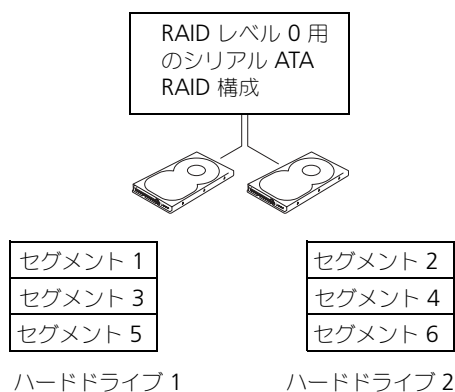 RAID レベル 0 用
のシリアル ATA
RAID 構成
セグメント 1
セグメント 3
セグメント 5
セグメント 2
セグメント 4
セグメント 6
ハードドライブ 1
ハードドライブ 2